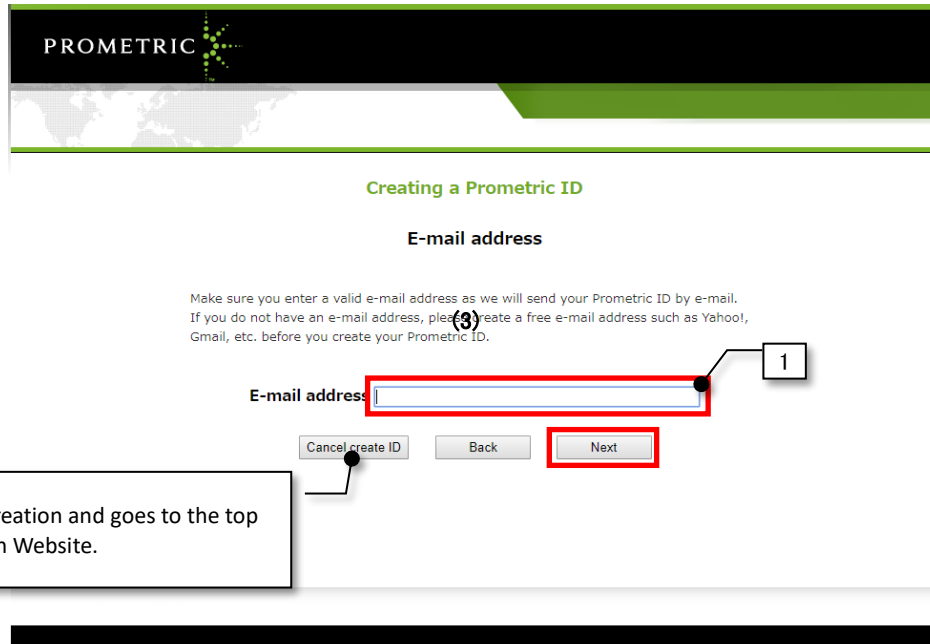 PROMETRIC
Creating a Prometric ID
E-mail address
Make sure you enter a valid e-mail address as we will send your Prometric ID by e-mail.
If you do not have an e-mail address, please create a free e-mail address such as Yahoo!,
(3)
Gmail, etc. before you create your Prometric ID.
1
E-mail address
Cancel create ID Back Next
eation and goes to the top
Website.